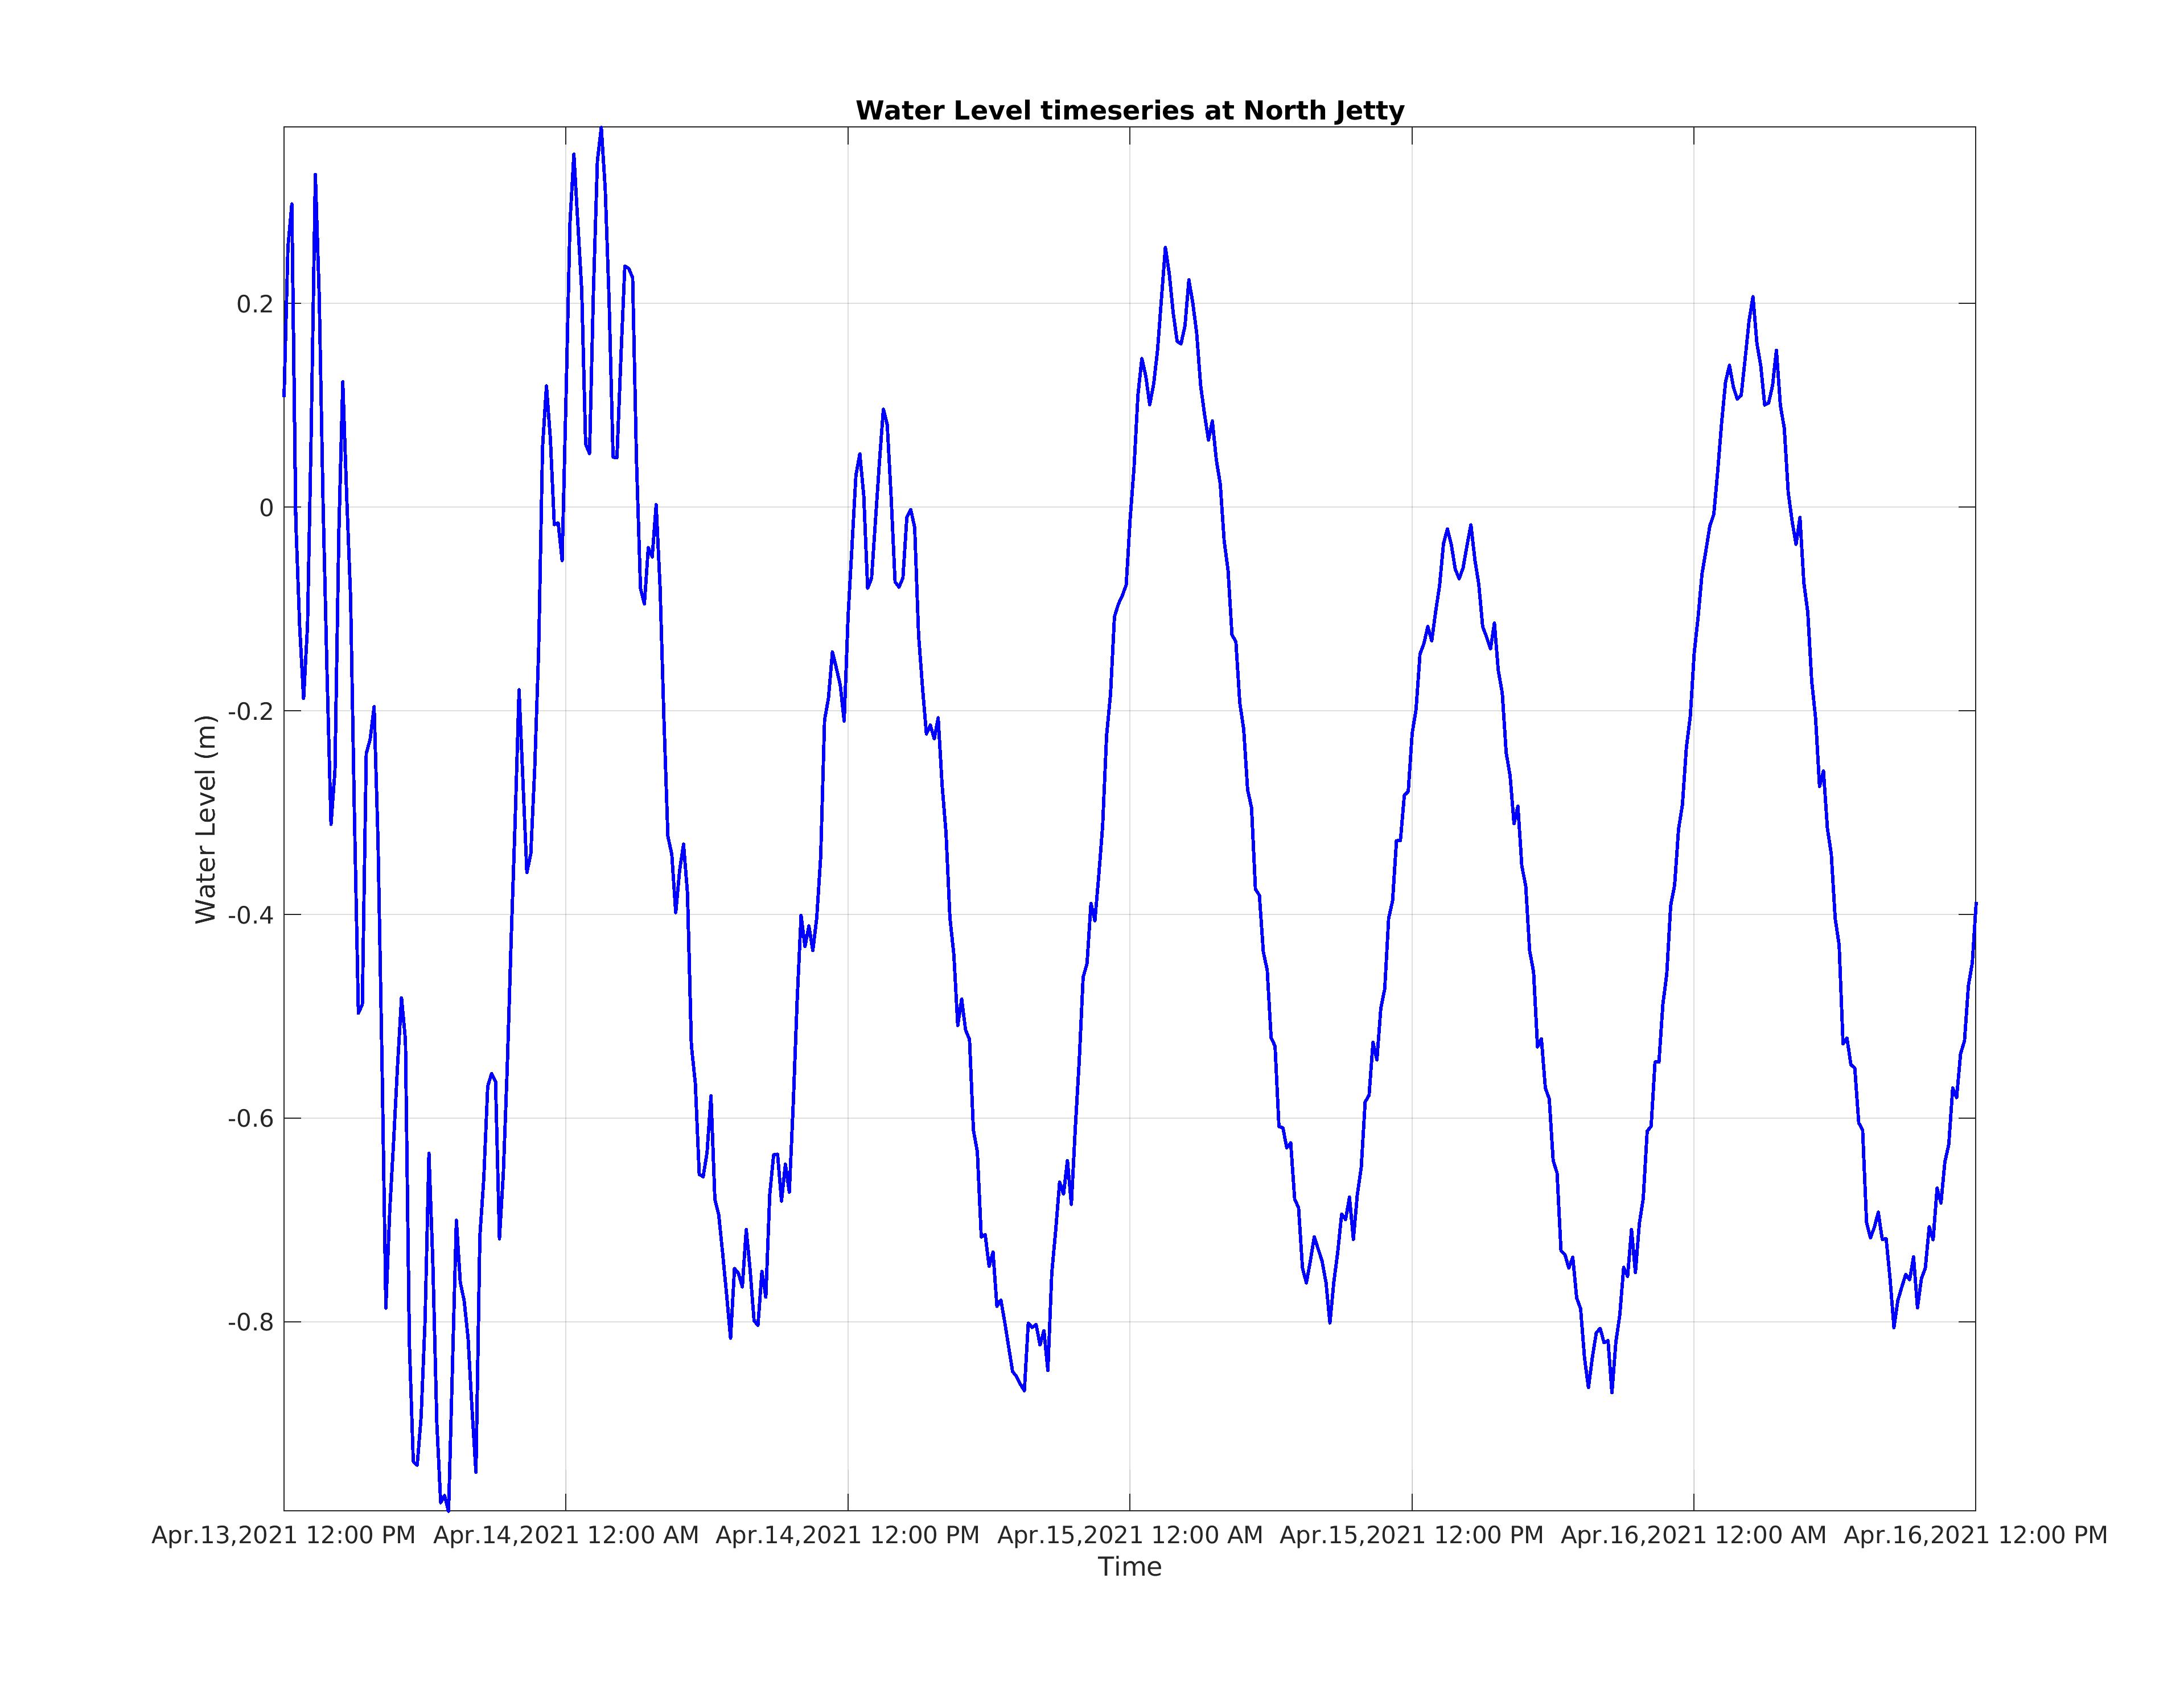 Water Level timeseries at North Jetty
0.2
0
-0.2
-0.4
-0.6
-0.8
Water Level (m)
Apr.13,2021 12:00 PM Apr.14,2021 12:00 AM Apr.14,2021 12:00 PM Apr.15,2021 12:00 AM Apr.15,2021 12:00 PM Apr.16,2021 12:00 AM Apr.16,2021 12:00 PM
Time